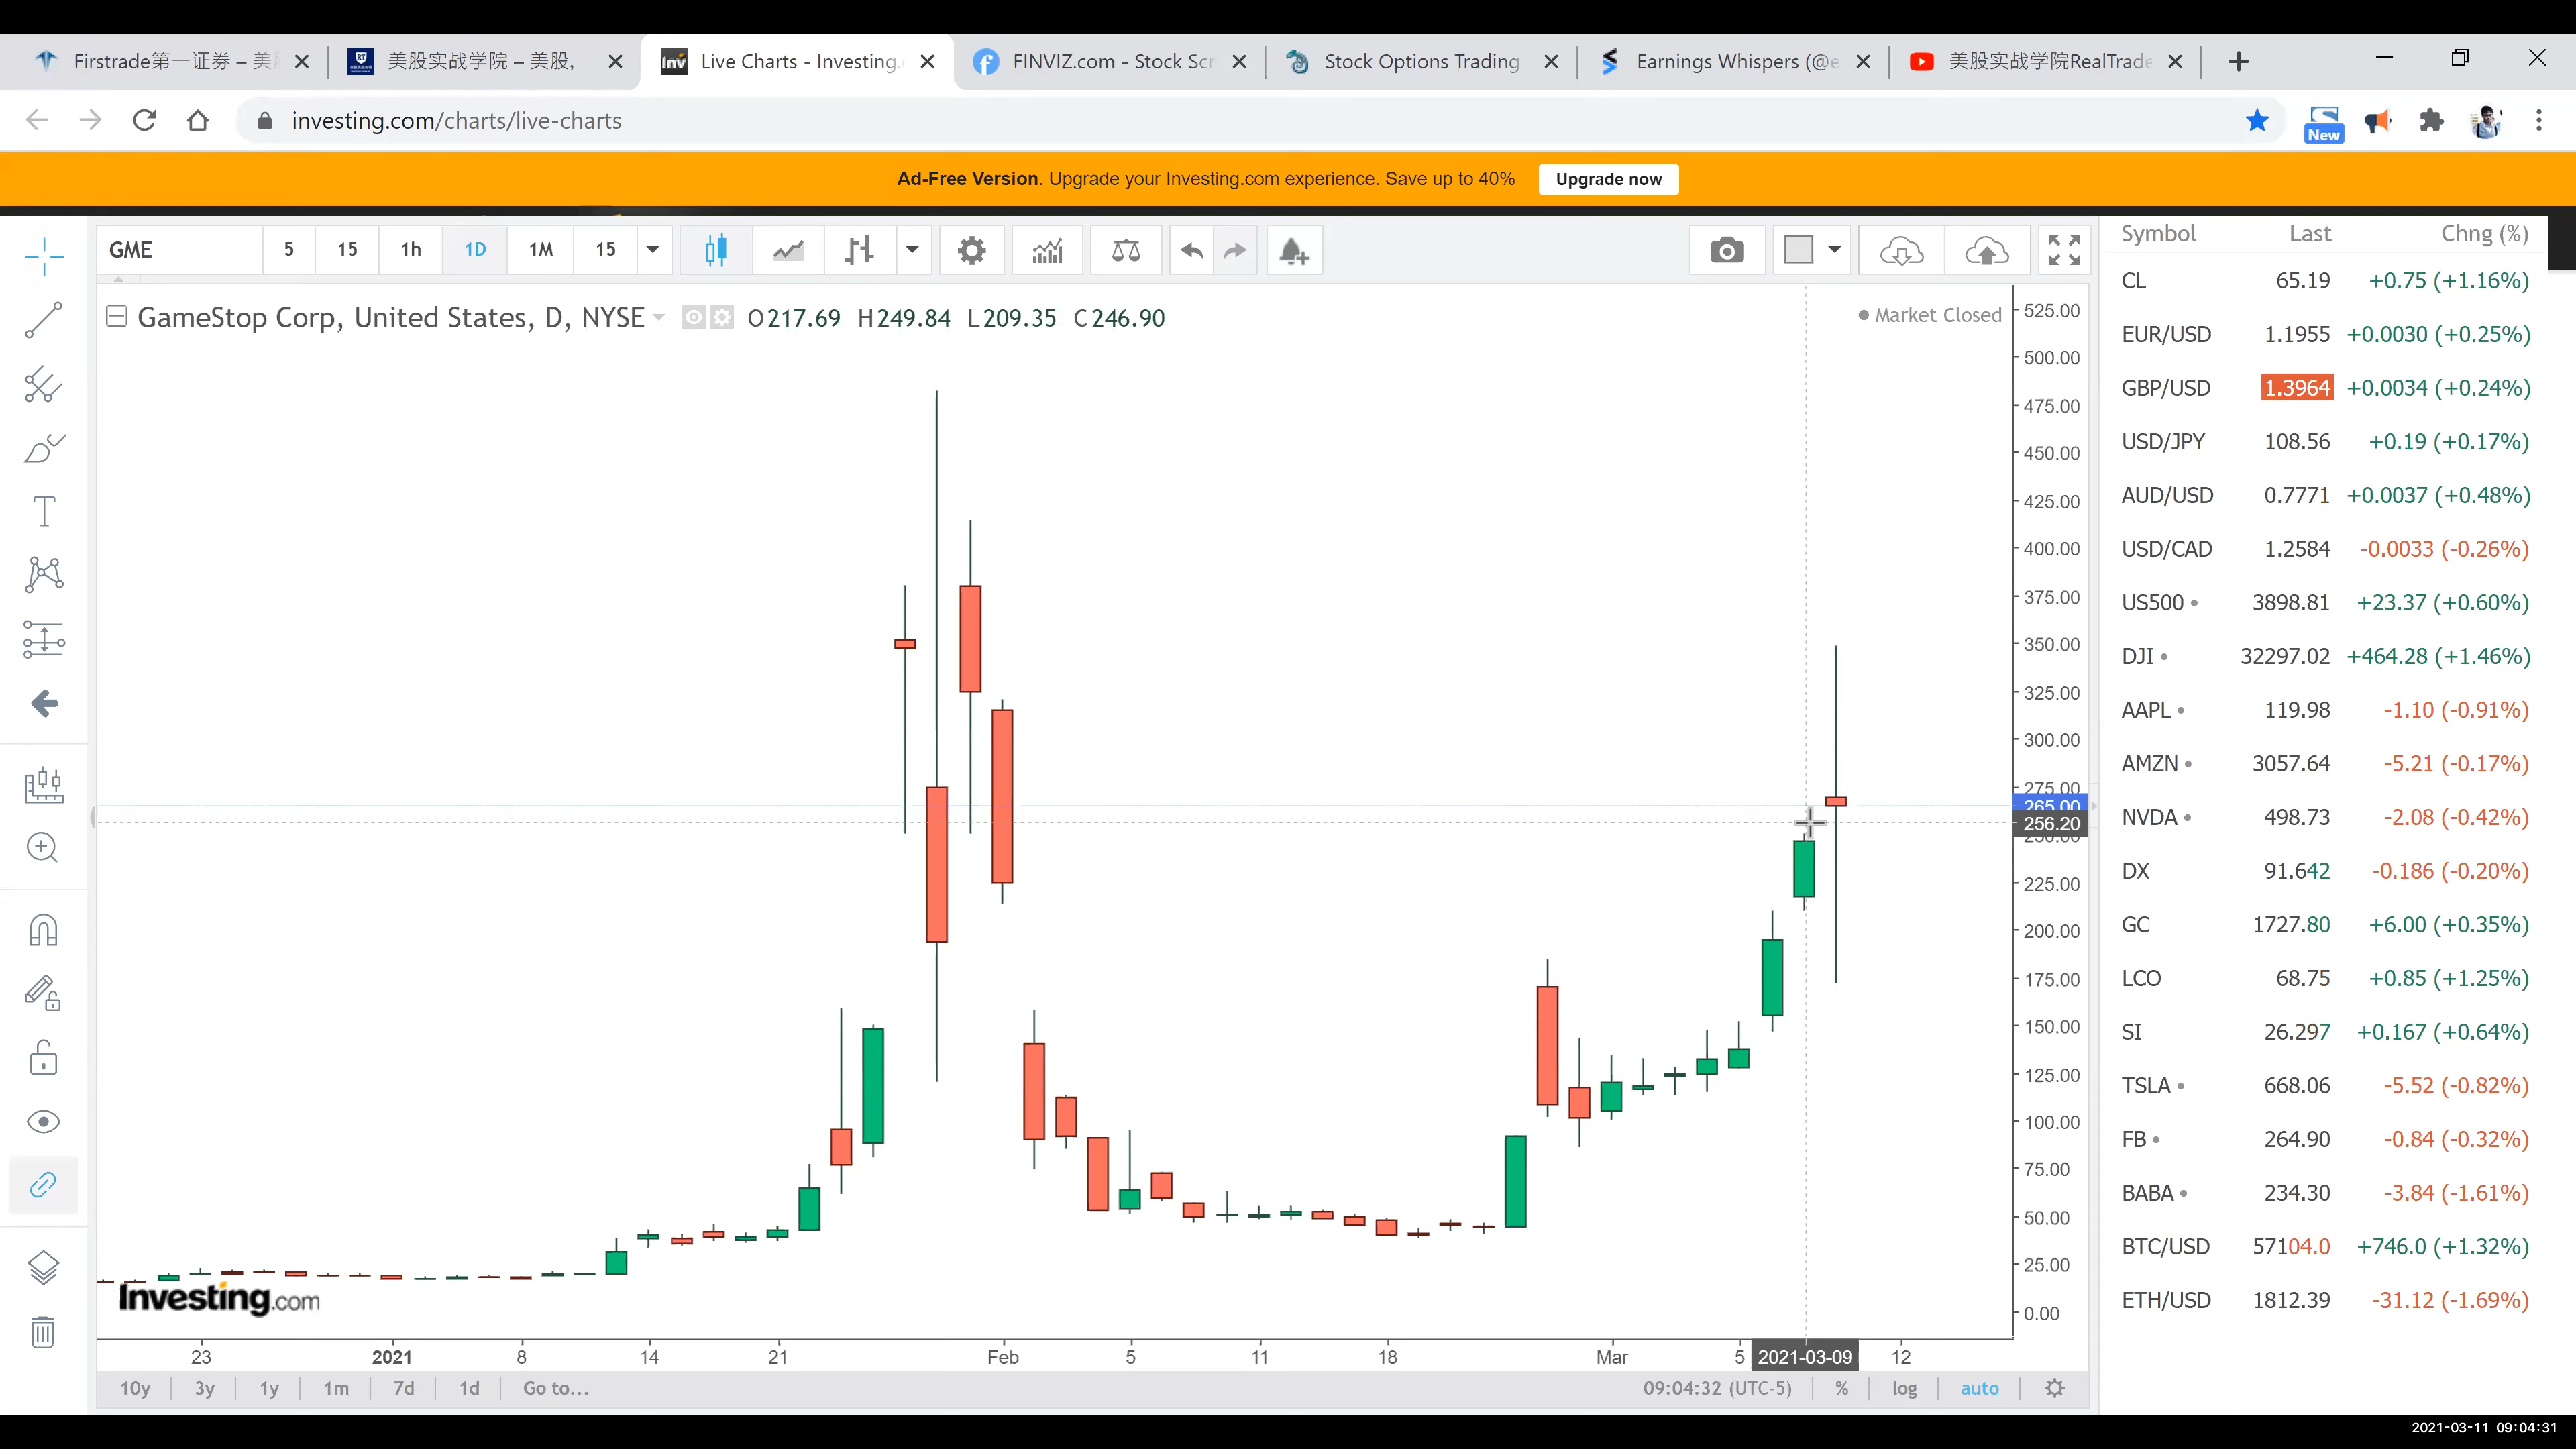 Firstrade第一证券 – 美
美股实战学院 – 美股,
Live Charts - Investing.
FINVIZ.com - Stock Scr
Stock Options Trading
Earnings Whispers (@e
美股实战学院RealTrade
investing.com/charts/live-charts
New
Ad-Free Version. Upgrade your Investing.com experience. Save up to 40%
Upgrade now
GME
5
15
1h
1D
1M
15
GameStop Corp, United States, D, NYSE
O217.69 H249.84 L209.35 C246.90
Market Closed
525.00
500.00
475.00
450.00
425.00
400.00
375.00
350.00
325.00
300.00
275.00
265.00
256.20
250.00
225.00
200.00
175.00
150.00
125.00
100.00
75.00
50.00
25.00
0.00
Investing.com
23
2021
8
14
21
Feb
5
11
18
Mar
5
2021-03-09
12
10y
3y
1y
1m
7d
1d
Go to...
09:04:32 (UTC-5)
%
log
auto
Symbol Last Chng (%)
CL 65.19 +0.75 (+1.16%)
EUR/USD 1.1955 +0.0030 (+0.25%)
GBP/USD 1.3964 +0.0034 (+0.24%)
USD/JPY 108.56 +0.19 (+0.17%)
AUD/USD 0.7771 +0.0037 (+0.48%)
USD/CAD 1.2584 -0.0033 (-0.26%)
US500 3898.81 +23.37 (+0.60%)
DJI 32297.02 +464.28 (+1.46%)
AAPL 119.98 -1.10 (-0.91%)
AMZN 3057.64 -5.21 (-0.17%)
NVDA 498.73 -2.08 (-0.42%)
DX 91.642 -0.186 (-0.20%)
GC 1727.80 +6.00 (+0.35%)
LCO 68.75 +0.85 (+1.25%)
SI 26.297 +0.167 (+0.64%)
TSLA 668.06 -5.52 (-0.82%)
FB 264.90 -0.84 (-0.32%)
BABA 234.30 -3.84 (-1.61%)
BTC/USD 57104.0 +746.0 (+1.32%)
ETH/USD 1812.39 -31.12 (-1.69%)
2021-03-11 09:04:31